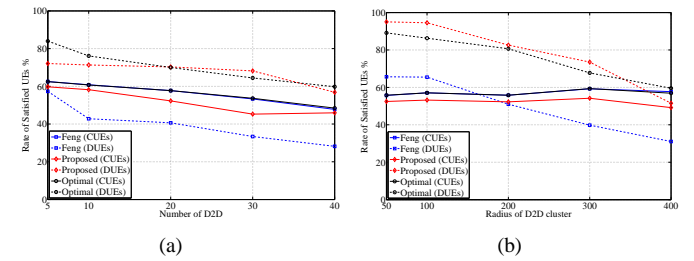 100
80
60
40
20
0
Rate of Satisfied UEs %
Feng (CUEs)
Feng (DUEs)
Proposed (CUEs)
Proposed (DUEs)
Optimal (CUEs)
Optimal (DUEs)
5
10
20
30
40
Number of D2D
(a)
100
80
60
40
20
0
Rate of Satisfied UEs %
Feng (CUEs)
Feng (DUEs)
Proposed (CUEs)
Proposed (DUEs)
Optimal (CUEs)
Optimal (DUEs)
50
100
200
300
400
Radius of D2D cluster
(b)